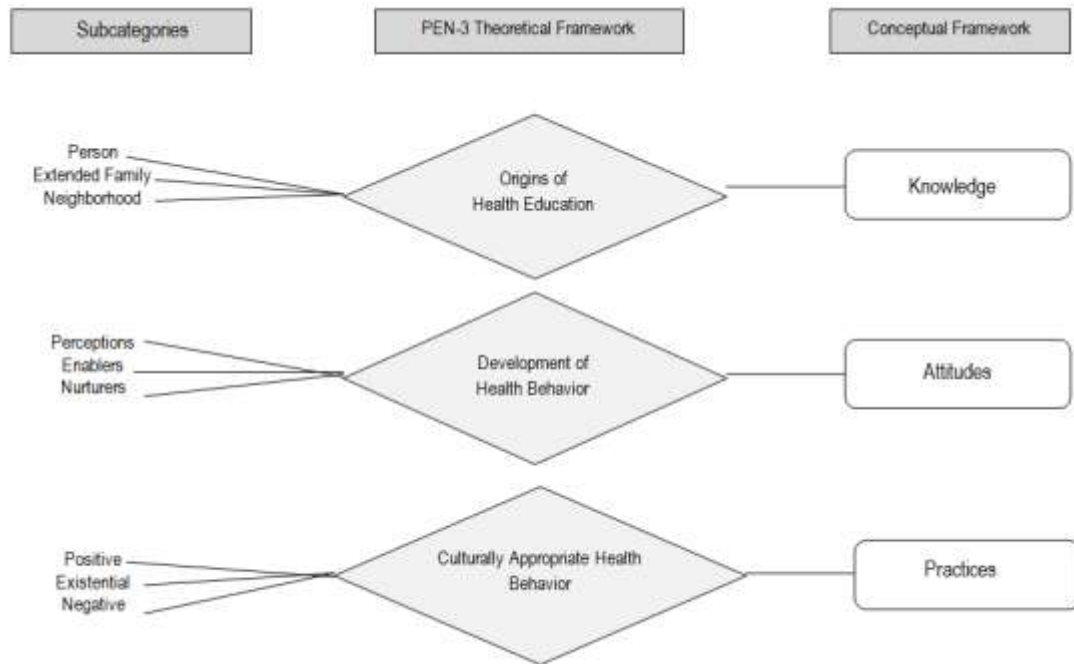 Subcategories
PEN-3 Theoretical Framework
Conceptual Framework
Person
Extended Family
Neighborhood
Origins of
Health Education
Knowledge
Perceptions
Enablers
Nurturers
Development of
Health Behavior
Attitudes
Positive
Existential
Negative
Culturally Appropriate Health
Behavior
Practices